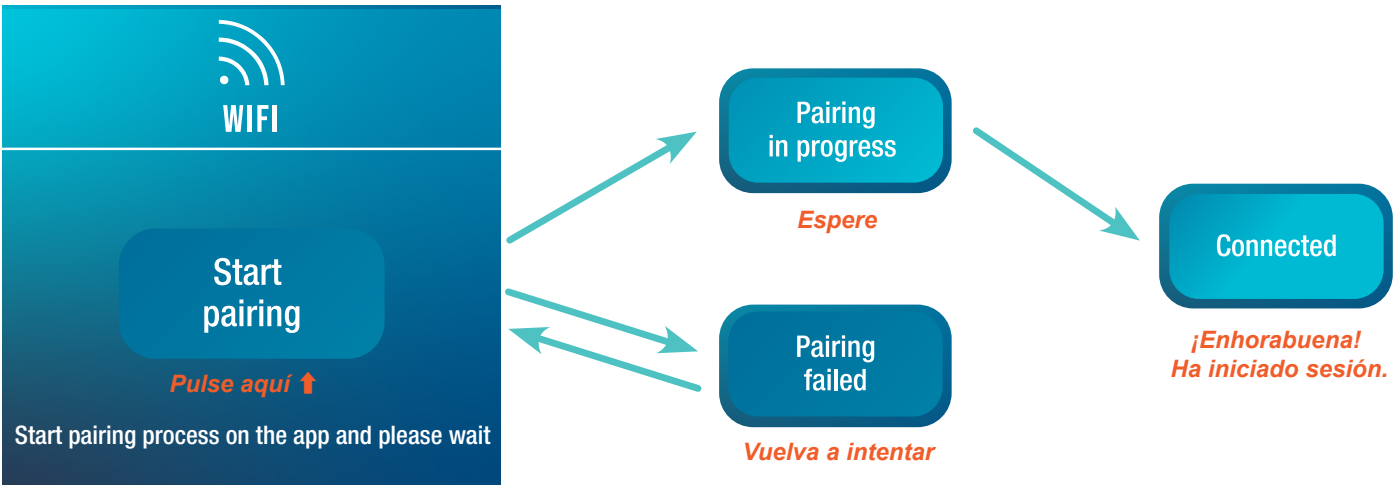 WIFI
Start
pairing
Pulse aquí
Start pairing process on the app and please wait
Pairing
in progress
Espere
Pairing
failed
Vuelva a intentar
Connected
¡Enhorabuena!
Ha iniciado sesión.